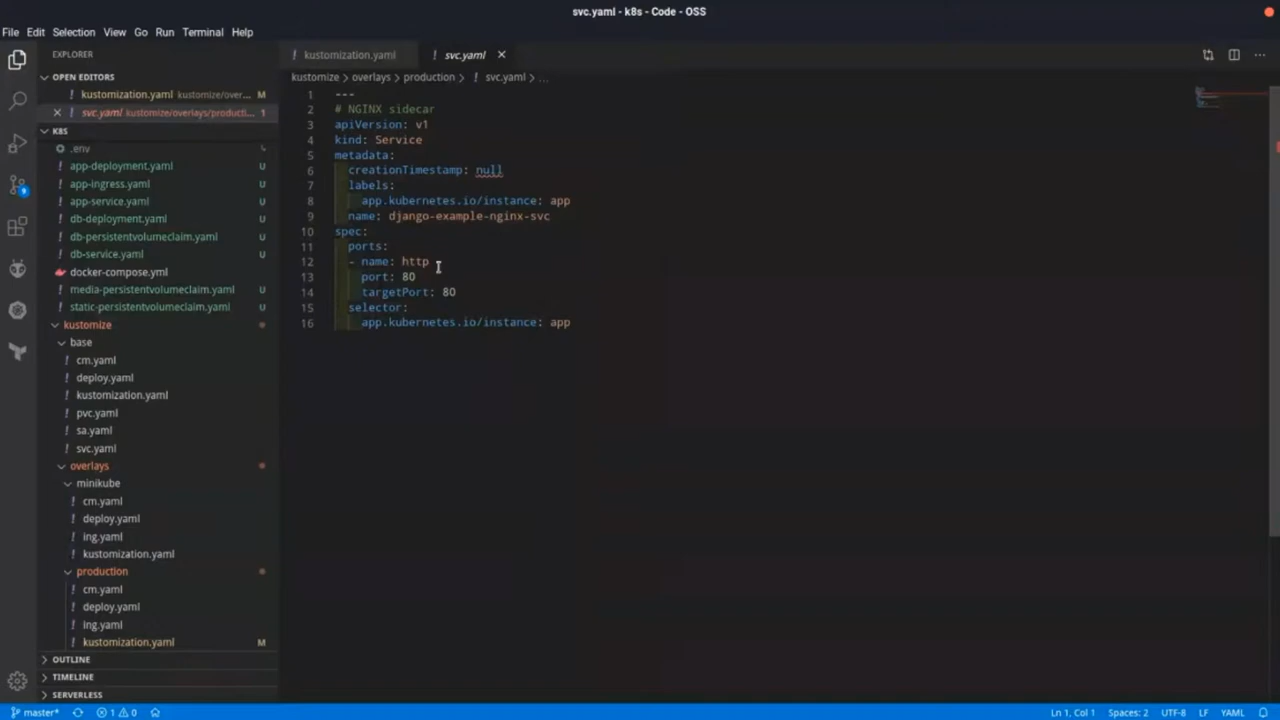 svc.yaml - k8s - Code - OSS
File Edit Selection View Go Run Terminal Help
EXPLORER
OPEN EDITORS
kustomization.yaml kustomize/over... M
svc.yaml kustomize/overlays/producti... 1
K8S
.env
app-deployment.yaml U
app-ingress.yaml U
app-service.yaml U
db-deployment.yaml U
db-persistentvolumeclaim.yaml U
db-service.yaml U
docker-compose.yml
media-persistentvolumeclaim.yaml U
static-persistentvolumeclaim.yaml U
kustomize
base
cm.yaml
deploy.yaml
kustomization.yaml
pvc.yaml
sa.yaml
svc.yaml
overlays
minikube
cm.yaml
deploy.yaml
ing.yaml
kustomization.yaml
production
cm.yaml
deploy.yaml
ing.yaml
kustomization.yaml M
OUTLINE
TIMELINE
SERVERLESS
kustomization.yaml svc.yaml
kustomize > overlays > production > svc.yaml > ...
1 ---
2 # NGINX sidecar
3 apiVersion: v1
4 kind: Service
5 metadata:
6 creationTimestamp: null
7 labels:
8 app.kubernetes.io/instance: app
9 name: django-example-nginx-svc
10 spec:
11 ports:
12 - name: http
13 port: 80
14 targetPort: 80
15 selector:
16 app.kubernetes.io/instance: app
master* 1 0 Ln 1, Col 1 Spaces: 2 UTF-8 LF YAML